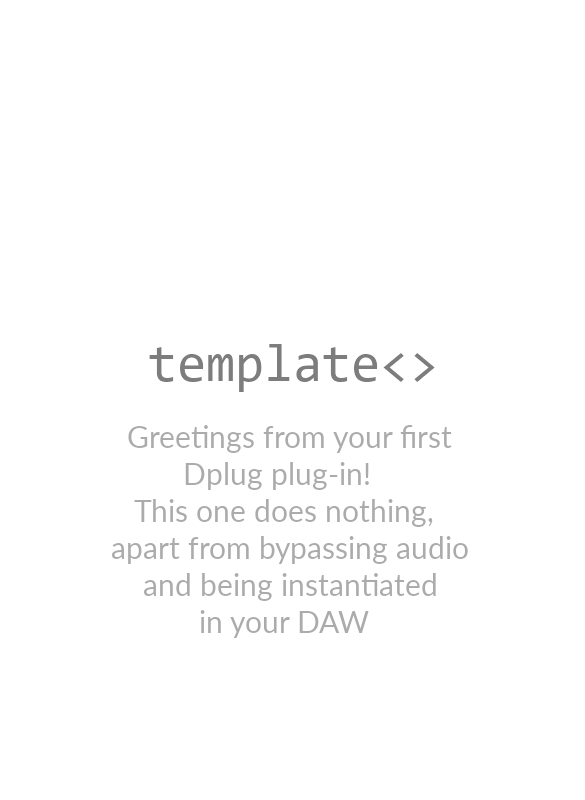 template<>
Greetings from your first
Dplug plug-in!
This one does nothing,
apart from bypassing audio
and being instantiated
in your DAW